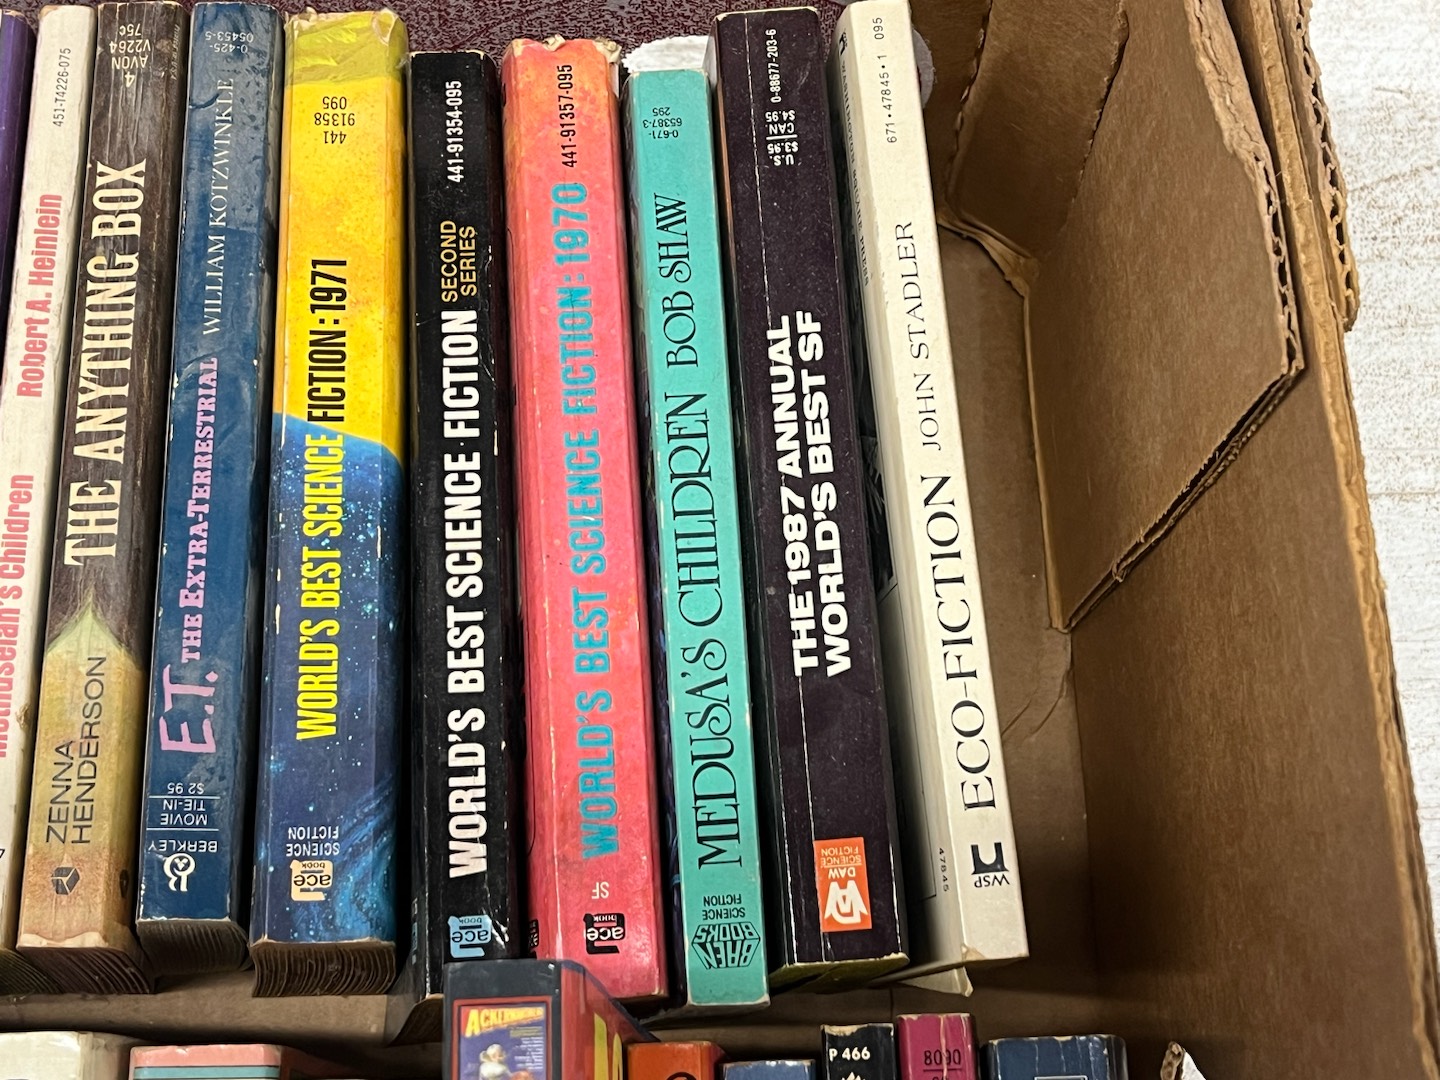 451-T4226-075
Robert A. Heinlein
Methuselah's Children
4
AVON
V2264
75c
THE ANYTHING BOX
ZENNA
HENDERSON
0-425-
05453-5
WILLIAM KOTZWINKLE
E.T. THE EXTRA-TERRESTRIAL
MOVIE
TIE-IN
$2.95
BERKLEY
441
91358
095
WORLD'S BEST SCIENCE FICTION: 1971
SCIENCE
FICTION
ace
book
441-91354-095
WORLD'S BEST SCIENCE FICTION
SECOND
SERIES
ace
book
441-91357-095
WORLD'S BEST SCIENCE FICTION: 1970
SF
ace
book
0-671-
65387-3
295
MEDUSA'S CHILDREN BOB SHAW
SCIENCE
FICTION
BAEN
BOOKS
0-88677-203-6
U.S. CAN.
$3.95 $4.95
THE 1987 ANNUAL
WORLD'S BEST SF
DAW
SCIENCE
FICTION
671•47845•1 095
ECO-FICTION JOHN STADLER
WSP
47845
P 466
8090